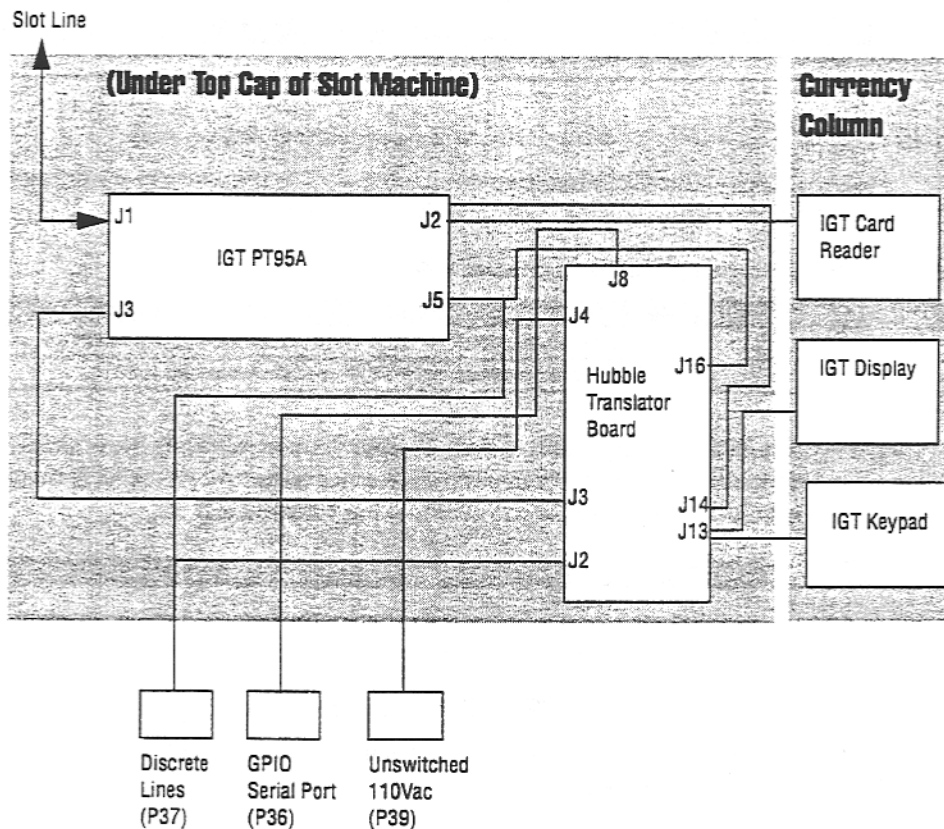 Slot Line
(Under Top Cap of Slot Machine)
Currency
Column
J1
J2
IGT PT95A
J3
J5
IGT Card
Reader
J8
J4
J16
Hubble
Translator
Board
IGT Display
J3
J14
J13
J2
IGT Keypad
Discrete
Lines
(P37)
GPIO
Serial Port
(P36)
Unswitched
110Vac
(P39)